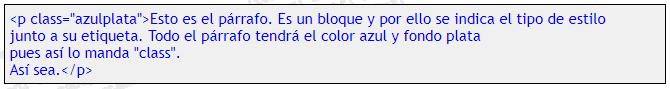 <p class="azulplata">Esto es el párrafo. Es un bloque y por ello se indica el tipo de estilo
junto a su etiqueta. Todo el párrafo tendrá el color azul y fondo plata
pues así lo manda "class".
Así sea.</p>